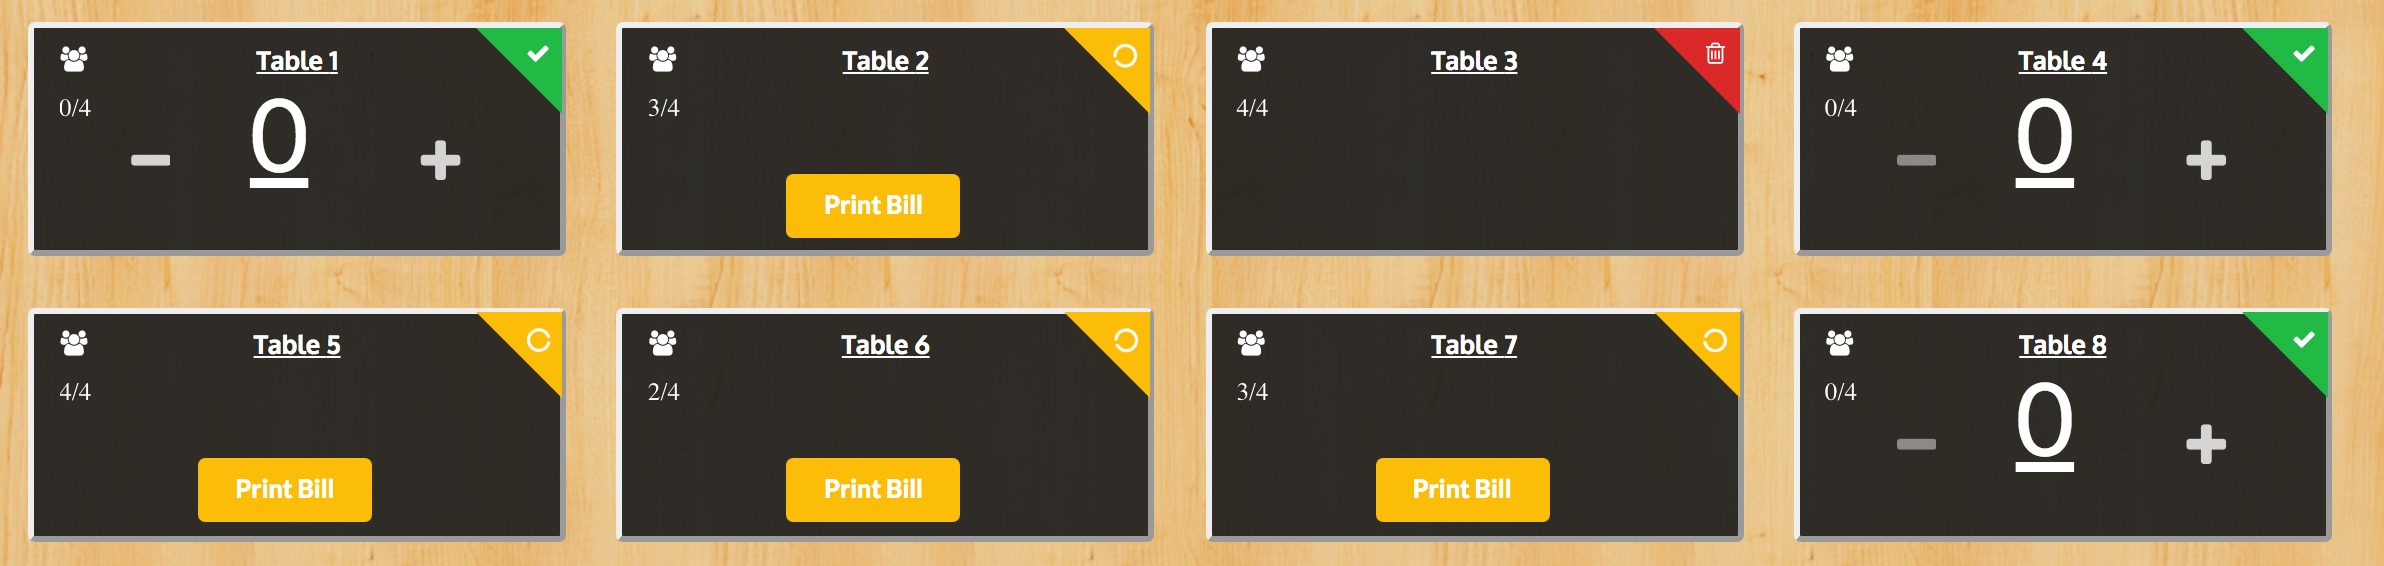 Table 1
0/4
0
Table 2
3/4
Print Bill
Table 3
4/4
Table 4
0/4
0
Table 5
4/4
Print Bill
Table 6
2/4
Print Bill
Table 7
3/4
Print Bill
Table 8
0/4
0